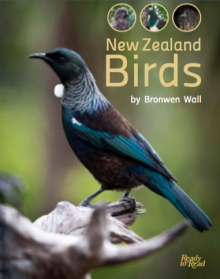 New Zealand
Birds
by Bronwen Wall
Ready
to Read